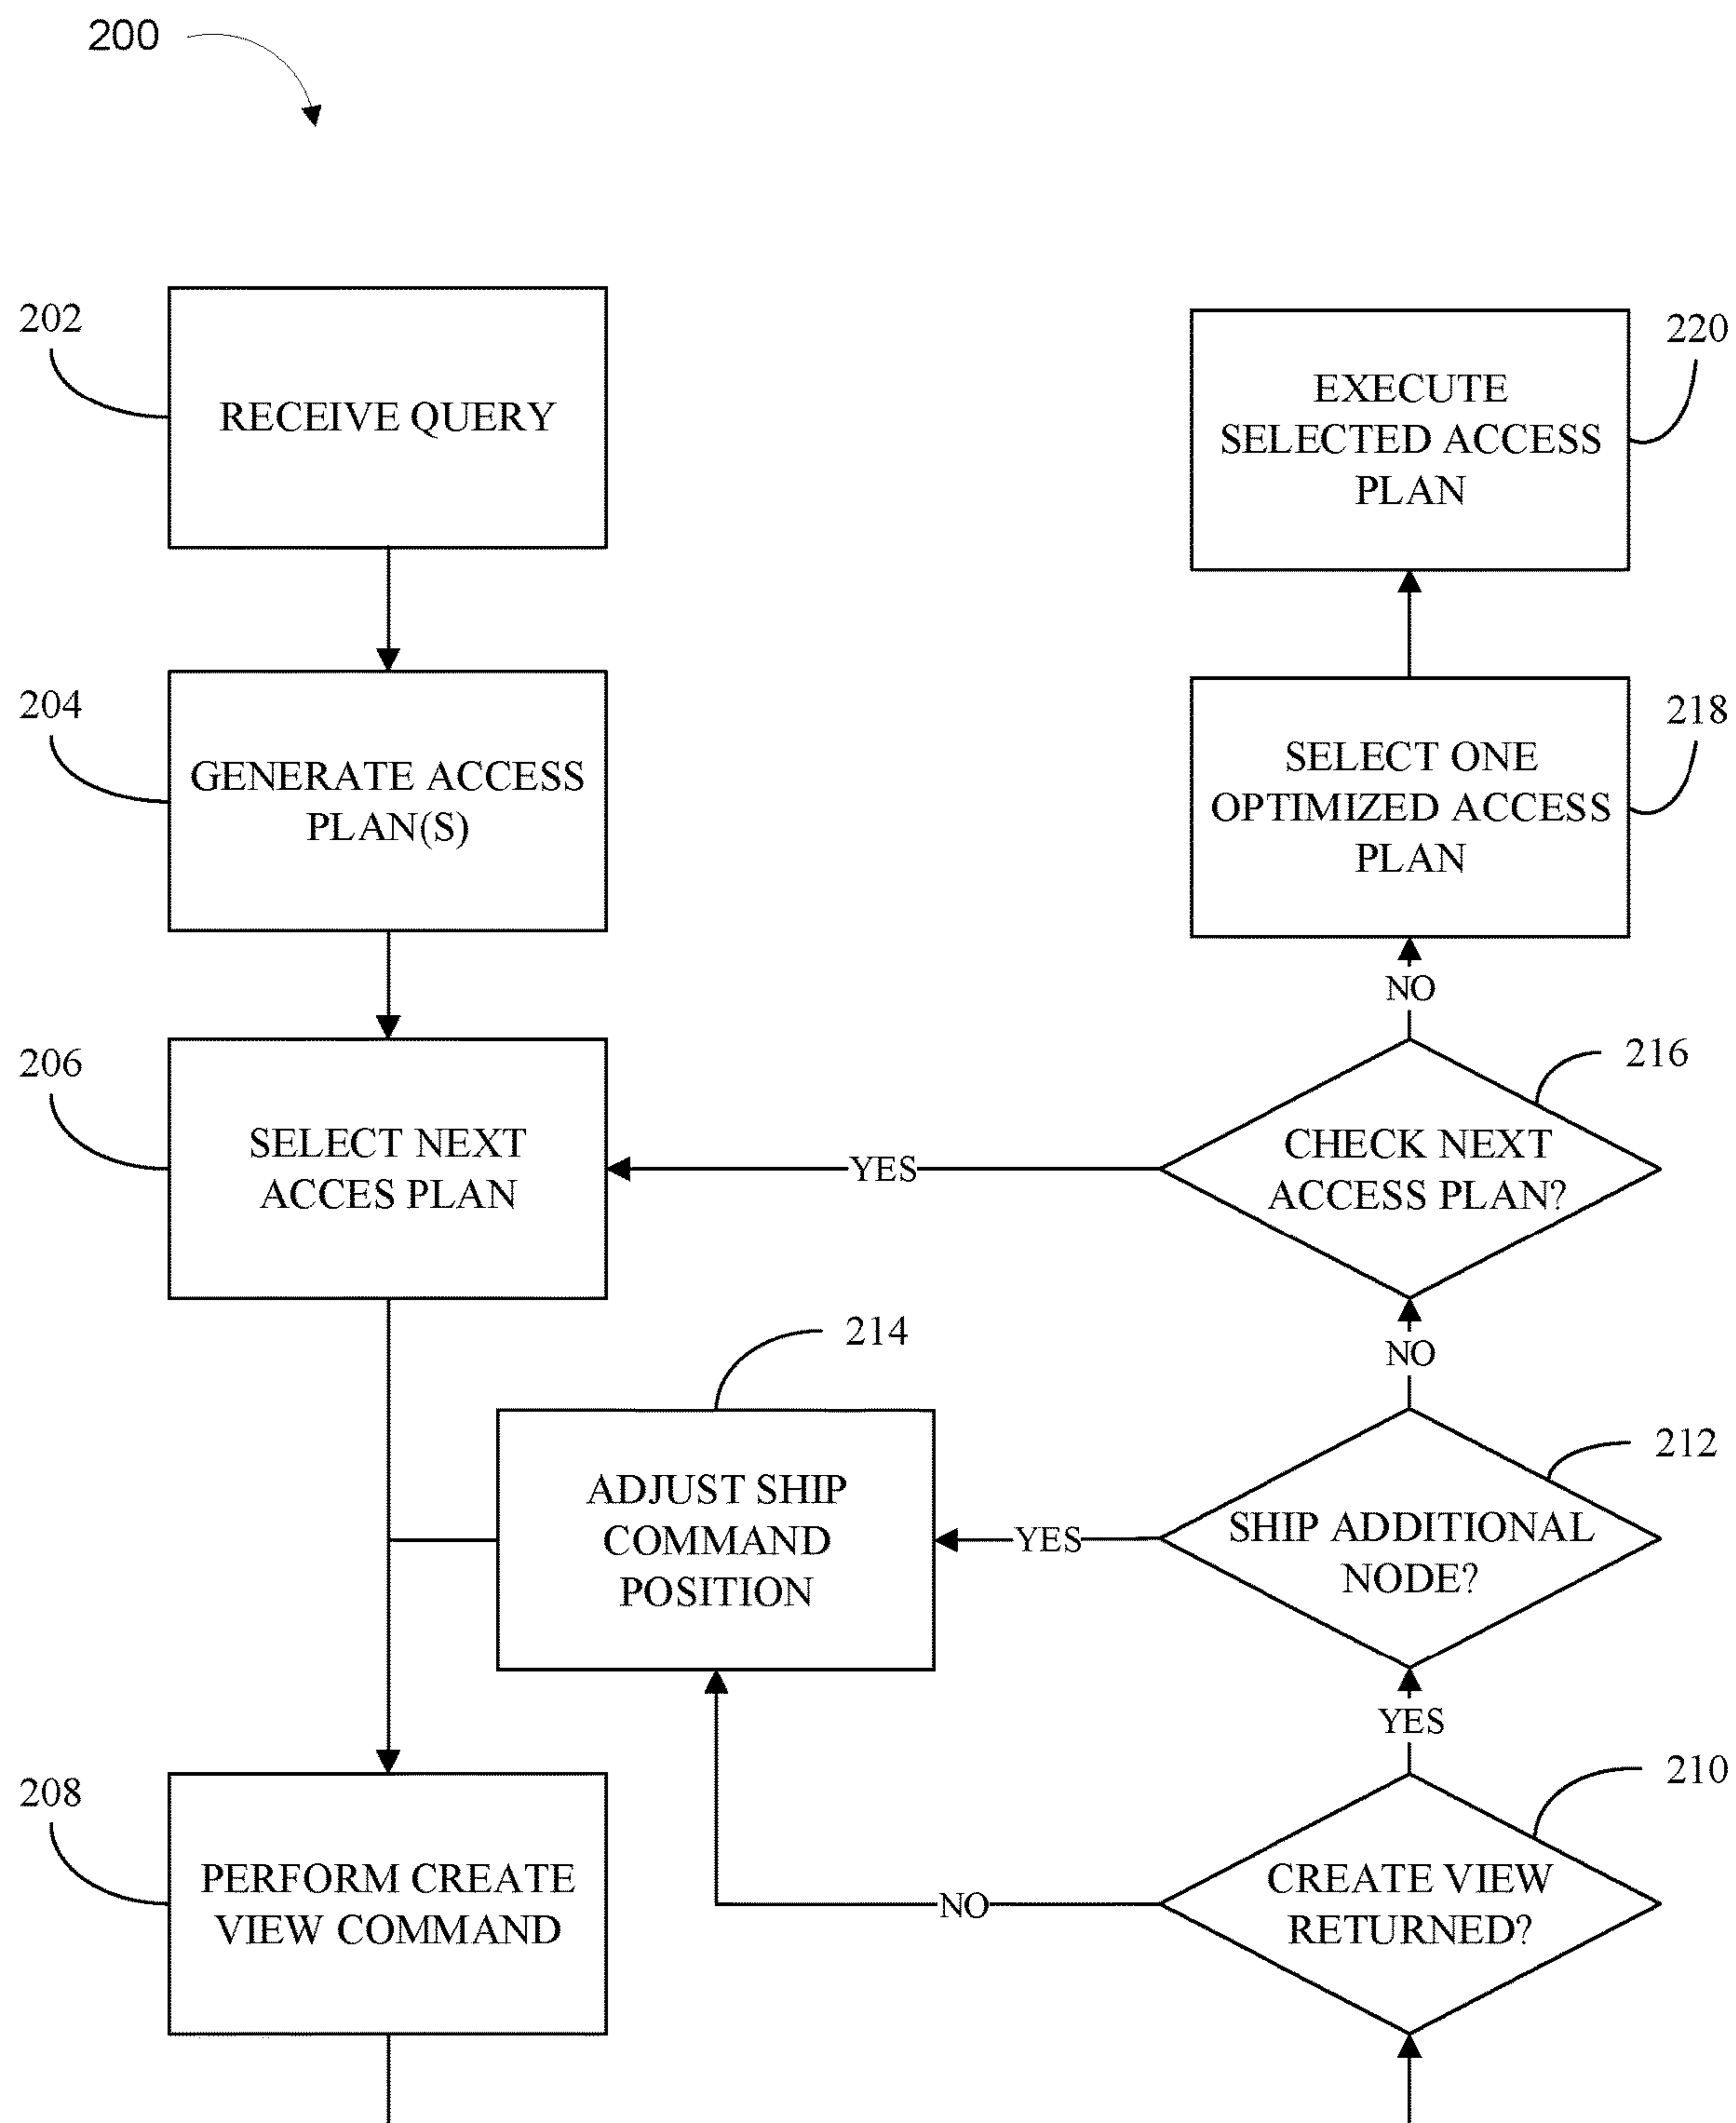 200
202
RECEIVE QUERY
204
GENERATE ACCESS
PLAN(S)
206
SELECT NEXT
ACCES PLAN
208
PERFORM CREATE
VIEW COMMAND
214
ADJUST SHIP
COMMAND
POSITION
220
EXECUTE
SELECTED ACCESS
PLAN
218
SELECT ONE
OPTIMIZED ACCESS
PLAN
NO
216
CHECK NEXT
ACCESS PLAN?
YES
NO
212
SHIP ADDITIONAL
NODE?
YES
YES
210
CREATE VIEW
RETURNED?
NO